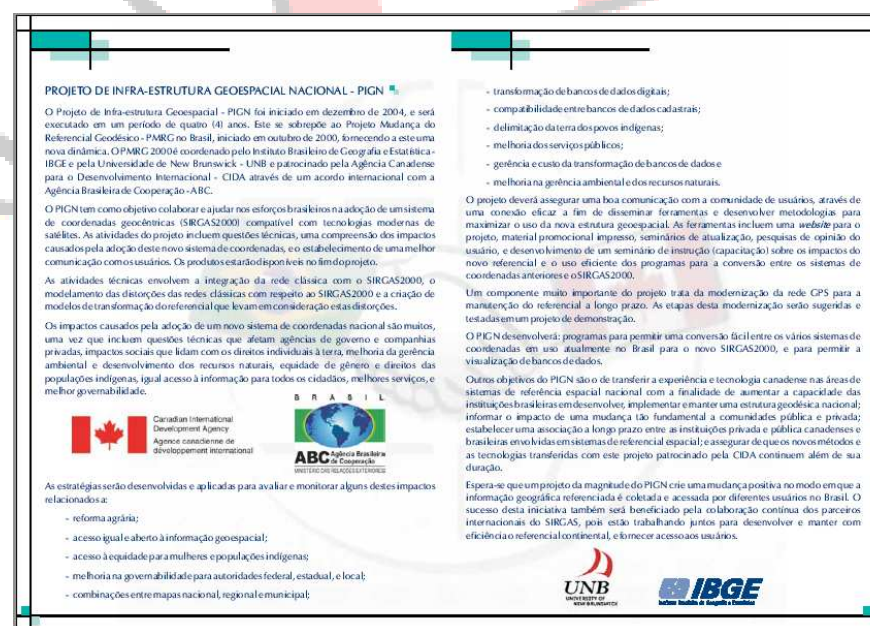 PROJETO DE INFRA-ESTRUTURA GEOESPACIAL NACIONAL - PIGN
O Projeto de Infra-estrutura Geoespacial - PIGN foi iniciado em dezembro de 2004, e será
executado em um período de quatro (4) anos. Este se sobrepõe ao Projeto Mudança do
Referencial Geodésico - PMRG no Brasil, iniciado em outubro de 2000, fornecendo a este uma
nova dinâmica. O PMRG 2000 é coordenado pelo Instituto Brasileiro de Geografia e Estatística -
IBGE e pela Universidade de New Brunswick - UNB e patrocinado pela Agência Canadense
para o Desenvolvimento Internacional - CIDA através de um acordo internacional com a
Agência Brasileira de Cooperação - ABC.
O PIGN tem como objetivo colaborar e ajudar nos esforços brasileiros na adoção de um sistema
de coordenadas geocêntricas (SIRGAS2000) compatível com tecnologias modernas de
satélites. As atividades do projeto incluem questões técnicas, uma compreensão dos impactos
causados pela adoção deste novo sistema de coordenadas, e o estabelecimento de uma melhor
comunicação com os usuários. Os produtos estarão disponíveis no fim do projeto.
As atividades técnicas envolvem a integração da rede clássica com o SIRGAS2000, o
modelamento das distorções das redes clássicas com respeito ao SIRGAS2000 e a criação de
modelos de transformação do referencial que levam em consideração estas distorções.
Os impactos causados pela adoção de um novo sistema de coordenadas nacional são muitos,
uma vez que incluem questões técnicas que afetam agências de governo e companhias
privadas, impactos sociais que lidam com os direitos individuais à terra, melhoria da gerência
ambiental e desenvolvimento dos recursos naturais, equidade de gênero e direitos das
populações indígenas, igual acesso à informação para todos os cidadãos, melhores serviços, e
melhor governabilidade.
Canadian International
Development Agency
Agence canadienne de
développement international
BRASIL
ABC Agência Brasileira
de Cooperação
MINISTÉRIO DAS RELAÇÕES EXTERIORES
As estratégias serão desenvolvidas e aplicadas para avaliar e monitorar alguns destes impactos
relacionados a:
- reforma agrária;
- acesso igual e aberto à informação geoespacial;
- acesso à equidade para mulheres e populações indígenas;
- melhoria na governabilidade para autoridades federal, estadual, e local;
- combinações entre mapas nacional, regional e municipal;
- transformação de bancos de dados digitais;
- compatibilidade entre bancos de dados cadastrais;
- delimitação da terra dos povos indígenas;
- melhoria dos serviços públicos;
- gerência e custo da transformação de bancos de dados e
- melhoria na gerência ambiental e dos recursos naturais.
O projeto deverá assegurar uma boa comunicação com a comunidade de usuários, através de
uma conexão eficaz a fim de disseminar ferramentas e desenvolver metodologias para
maximizar o uso da nova estrutura geoespacial. As ferramentas incluem uma website para o
projeto, material promocional impresso, seminários de atualização, pesquisas de opinião do
usuário, e desenvolvimento de um seminário de instrução (capacitação) sobre os impactos do
novo referencial e o uso eficiente dos programas para a conversão entre os sistemas de
coordenadas anteriores e o SIRGAS2000.
Um componente muito importante do projeto trata da modernização da rede GPS para a
manutenção do referencial a longo prazo. As etapas desta modernização serão sugeridas e
testadas em um projeto de demonstração.
O PIGN desenvolverá: programas para permitir uma conversão fácil entre os vários sistemas de
coordenadas em uso atualmente no Brasil para o novo SIRGAS2000, e para permitir a
visualização de bancos de dados.
Outros objetivos do PIGN são o de transferir a experiência e tecnologia canadense nas áreas de
sistemas de referência espacial nacional com a finalidade de aumentar a capacidade das
instituições brasileiras em desenvolver, implementar e manter uma estrutura geodésica nacional;
informar o impacto de uma mudança tão fundamental a comunidades pública e privada;
estabelecer uma associação a longo prazo entre as instituições privada e pública canadenses e
brasileiras envolvidas em sistemas de referencial espacial; e assegurar de que os novos métodos e
as tecnologias transferidas com este projeto patrocinado pela CIDA continuem além de sua
duração.
Espera-se que um projeto da magnitude do PIGN crie uma mudança positiva no modo em que a
informação geográfica referenciada é coletada e acessada por diferentes usuários no Brasil. O
sucesso desta iniciativa também será beneficiado pela colaboração contínua dos parceiros
internacionais do SIRGAS, pois estão trabalhando juntos para desenvolver e manter com
eficiência o referencial continental, e fornecer acesso aos usuários.
UNB
UNIVERSITY OF
NEW BRUNSWICK
IBGE
Instituto Brasileiro de Geografia e Estatística